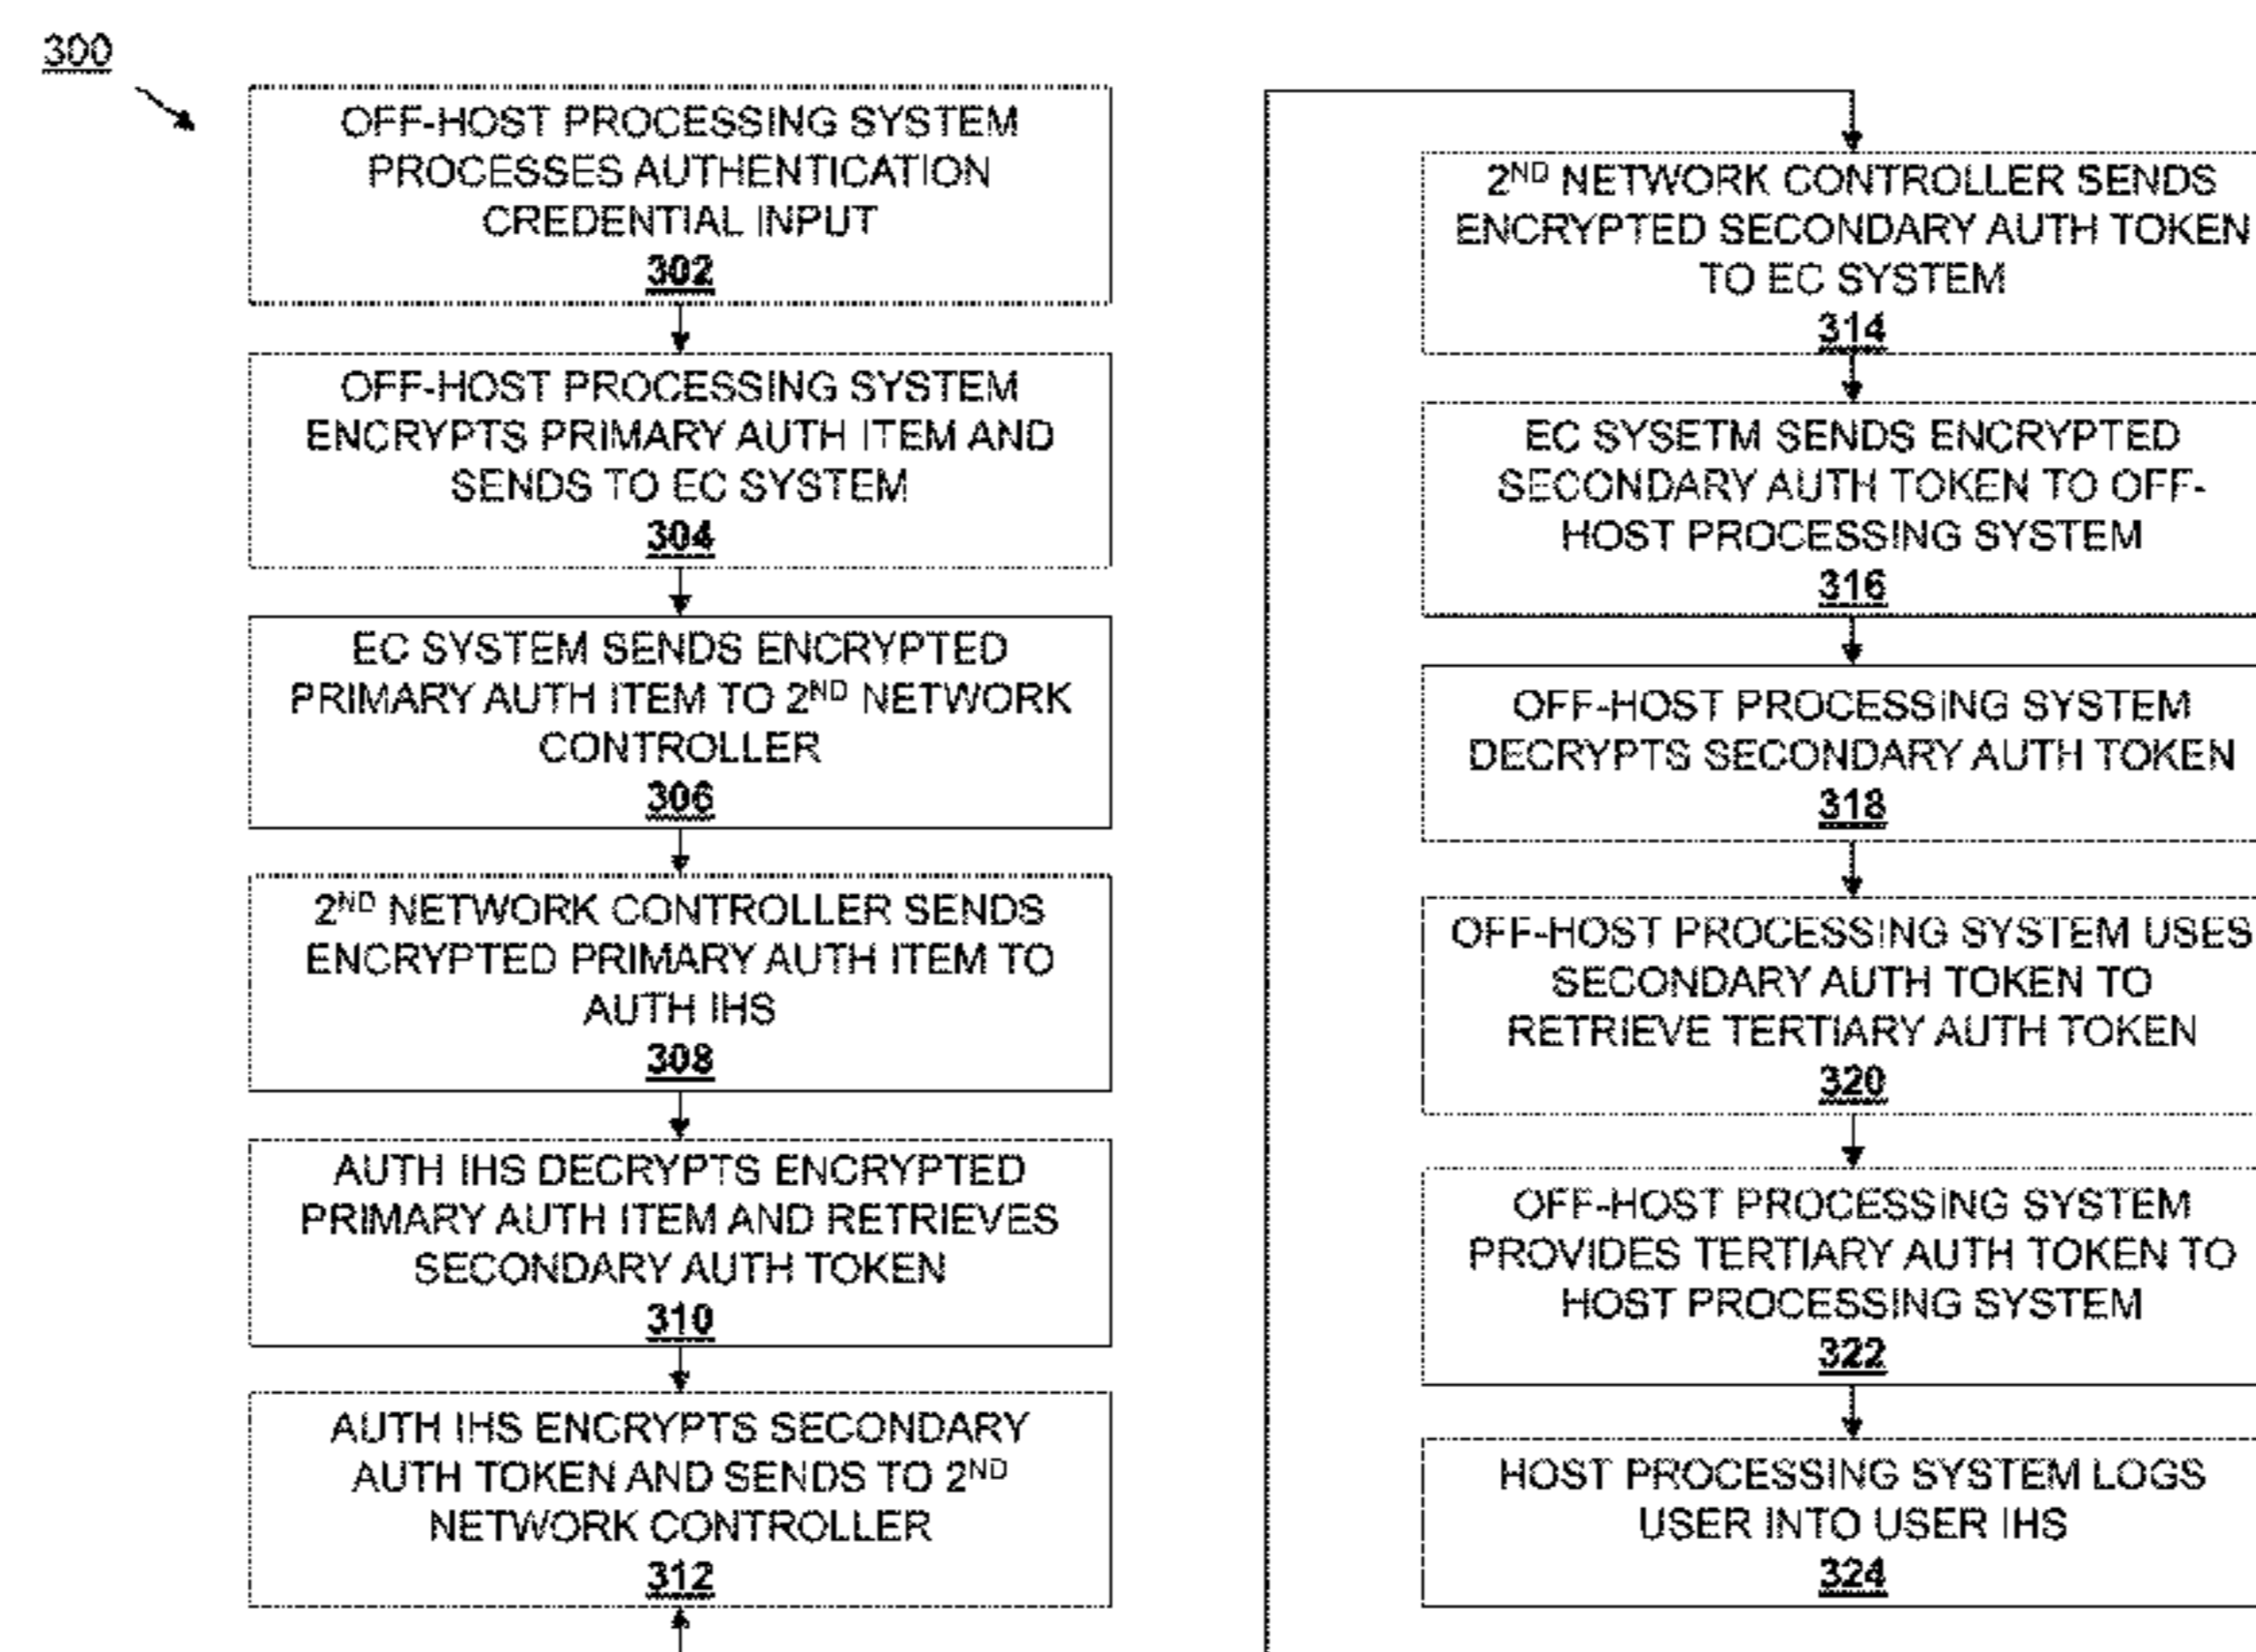 300
OFF-HOST PROCESSING SYSTEM
PROCESSES AUTHENTICATION
CREDENTIAL INPUT
302
OFF-HOST PROCESSING SYSTEM
ENCRYPTS PRIMARY AUTH ITEM AND
SENDS TO EC SYSTEM
304
EC SYSTEM SENDS ENCRYPTED
PRIMARY AUTH ITEM TO 2ND NETWORK
CONTROLLER
306
2ND NETWORK CONTROLLER SENDS
ENCRYPTED PRIMARY AUTH ITEM TO
AUTH IHS
308
AUTH IHS DECRYPTS ENCRYPTED
PRIMARY AUTH ITEM AND RETRIEVES
SECONDARY AUTH TOKEN
310
AUTH IHS ENCRYPTS SECONDARY
AUTH TOKEN AND SENDS TO 2ND
NETWORK CONTROLLER
312
2ND NETWORK CONTROLLER SENDS
ENCRYPTED SECONDARY AUTH TOKEN
TO EC SYSTEM
314
EC SYSETM SENDS ENCRYPTED
SECONDARY AUTH TOKEN TO OFF-
HOST PROCESSING SYSTEM
316
OFF-HOST PROCESSING SYSTEM
DECRYPTS SECONDARY AUTH TOKEN
318
OFF-HOST PROCESSING SYSTEM USES
SECONDARY AUTH TOKEN TO
RETRIEVE TERTIARY AUTH TOKEN
320
OFF-HOST PROCESSING SYSTEM
PROVIDES TERTIARY AUTH TOKEN TO
HOST PROCESSING SYSTEM
322
HOST PROCESSING SYSTEM LOGS
USER INTO USER IHS
324